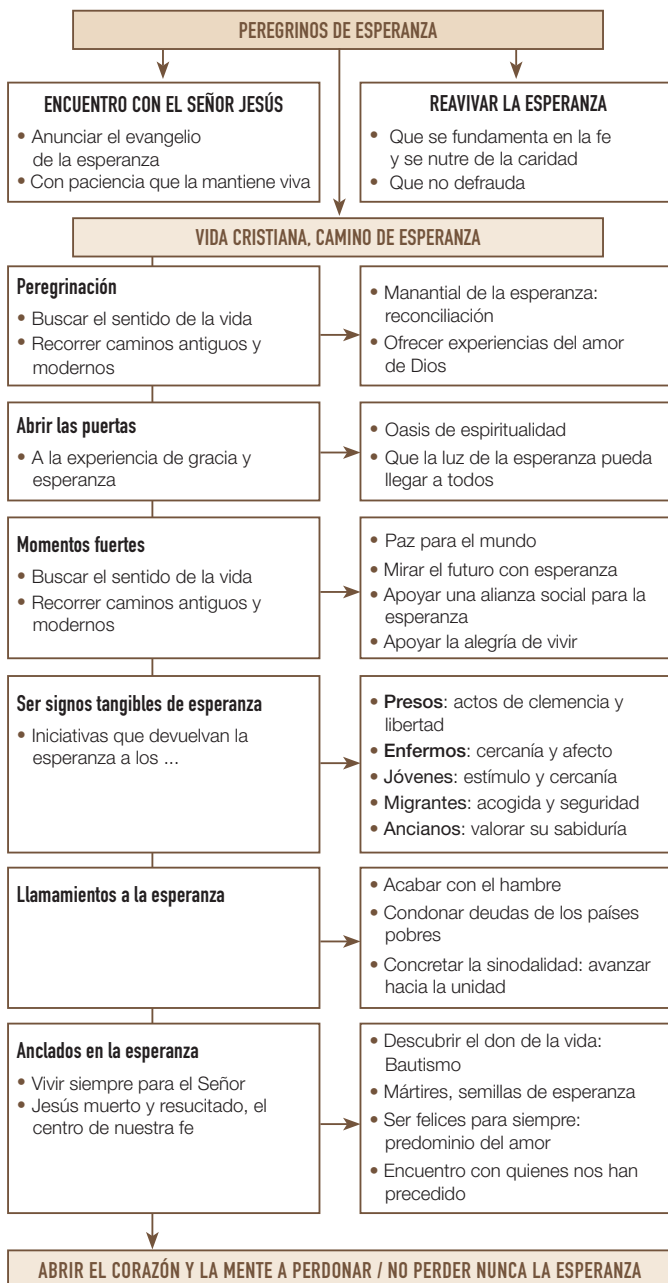 PEREGRINOS DE ESPERANZA
ENCUENTRO CON EL SEÑOR JESÚS
• Anunciar el evangelio
de la esperanza
• Con paciencia que la mantiene viva
REAVIVAR LA ESPERANZA
• Que se fundamenta en la fe
y se nutre de la caridad
• Que no defrauda
VIDA CRISTIANA, CAMINO DE ESPERANZA
Peregrinación
• Buscar el sentido de la vida
• Recorrer caminos antiguos y
modernos
• Manantial de la esperanza:
reconciliación
• Ofrecer experiencias del amor
de Dios
Abrir las puertas
• A la experiencia de gracia y
esperanza
• Oasis de espiritualidad
• Que la luz de la esperanza pueda
llegar a todos
Momentos fuertes
• Buscar el sentido de la vida
• Recorrer caminos antiguos y
modernos
• Paz para el mundo
• Mirar el futuro con esperanza
• Apoyar una alianza social para la
esperanza
• Apoyar la alegría de vivir
Ser signos tangibles de esperanza
• Iniciativas que devuelvan la
esperanza a los ...
• Presos: actos de clemencia y
libertad
• Enfermos: cercanía y afecto
• Jóvenes: estímulo y cercanía
• Migrantes: acogida y seguridad
• Ancianos: valorar su sabiduría
Llamamientos a la esperanza
• Acabar con el hambre
• Condonar deudas de los países
pobres
• Concretar la sinodalidad: avanzar
hacia la unidad
Anclados en la esperanza
• Vivir siempre para el Señor
• Jesús muerto y resucitado, el
centro de nuestra fe
• Descubrir el don de la vida:
Bautismo
• Mártires, semillas de esperanza
• Ser felices para siempre:
predominio del amor
• Encuentro con quienes nos han
precedido
ABRIR EL CORAZÓN Y LA MENTE A PERDONAR / NO PERDER NUNCA LA ESPERANZA